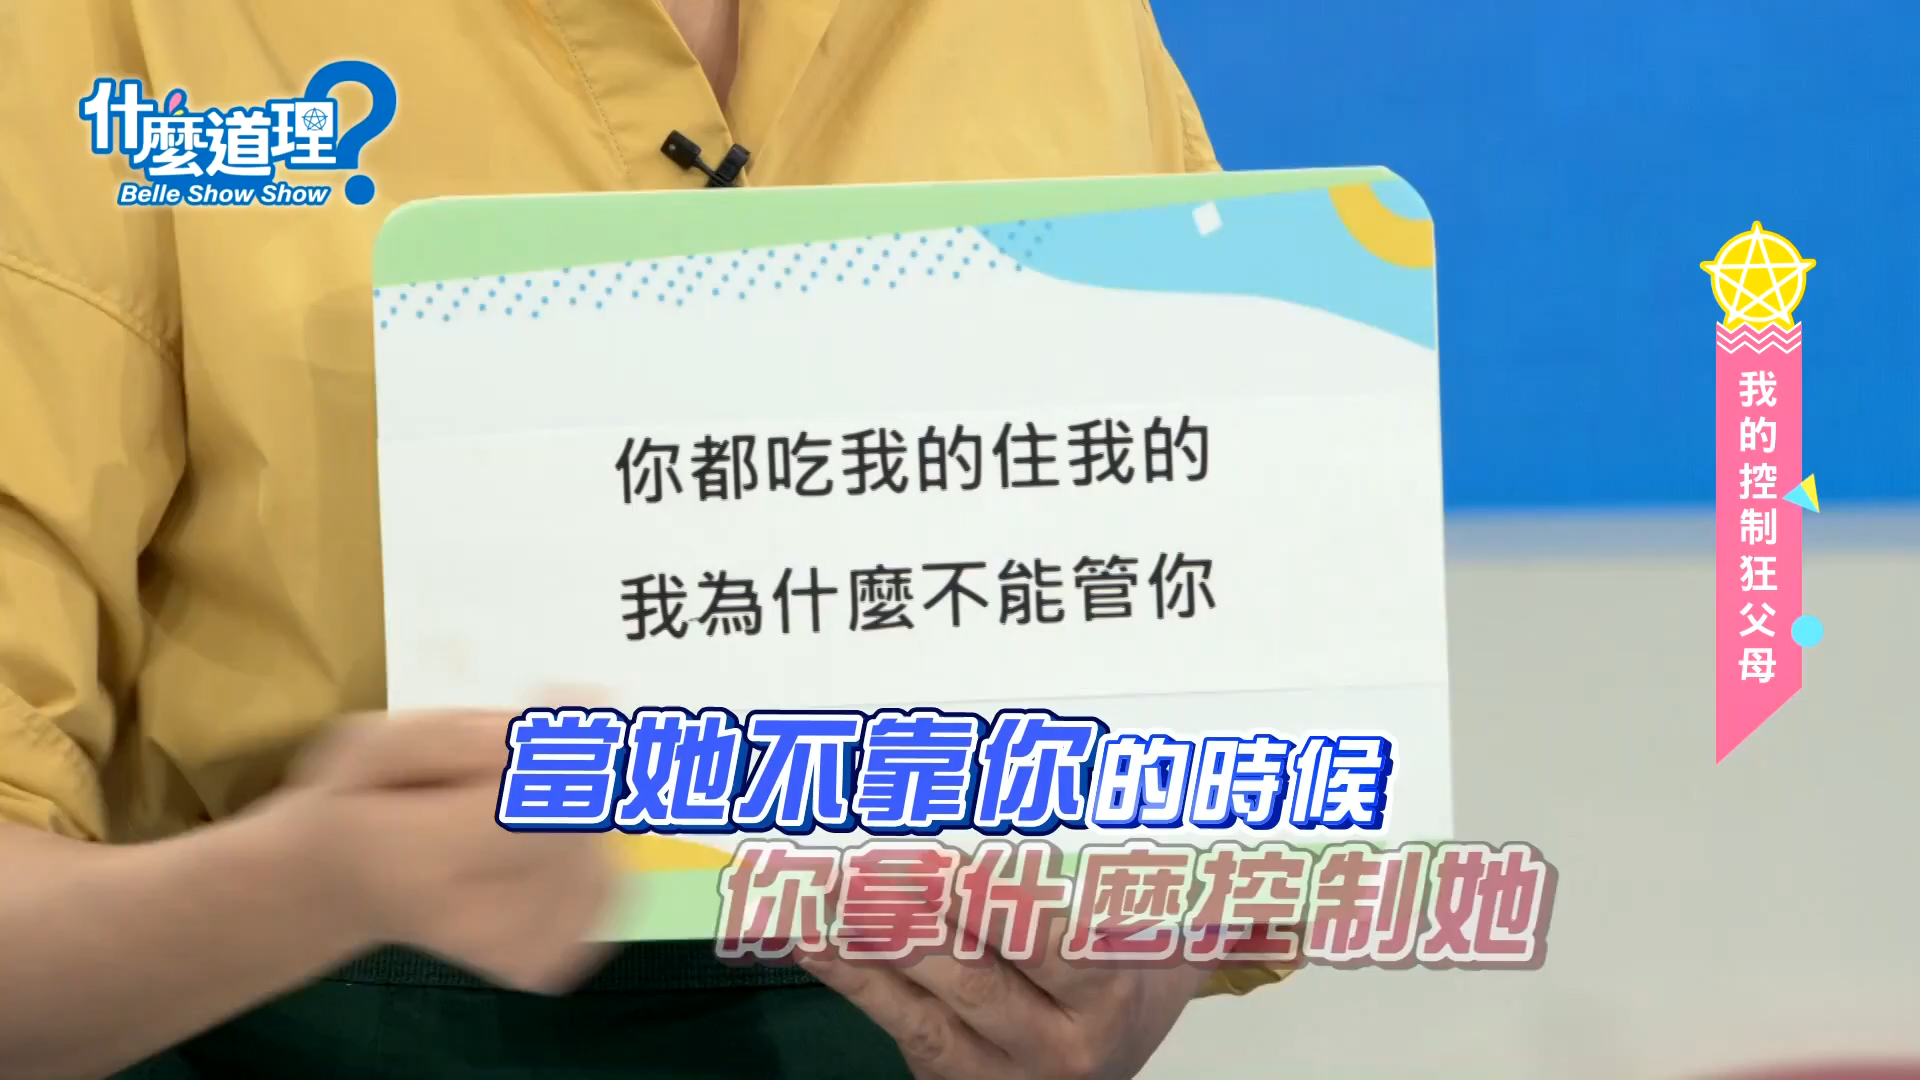 什麼道理?
Belle Show Show
你都吃我的住我的
我為什麼不能管你
我的控制狂父母
當她不靠你的時候
你拿什麼控制她